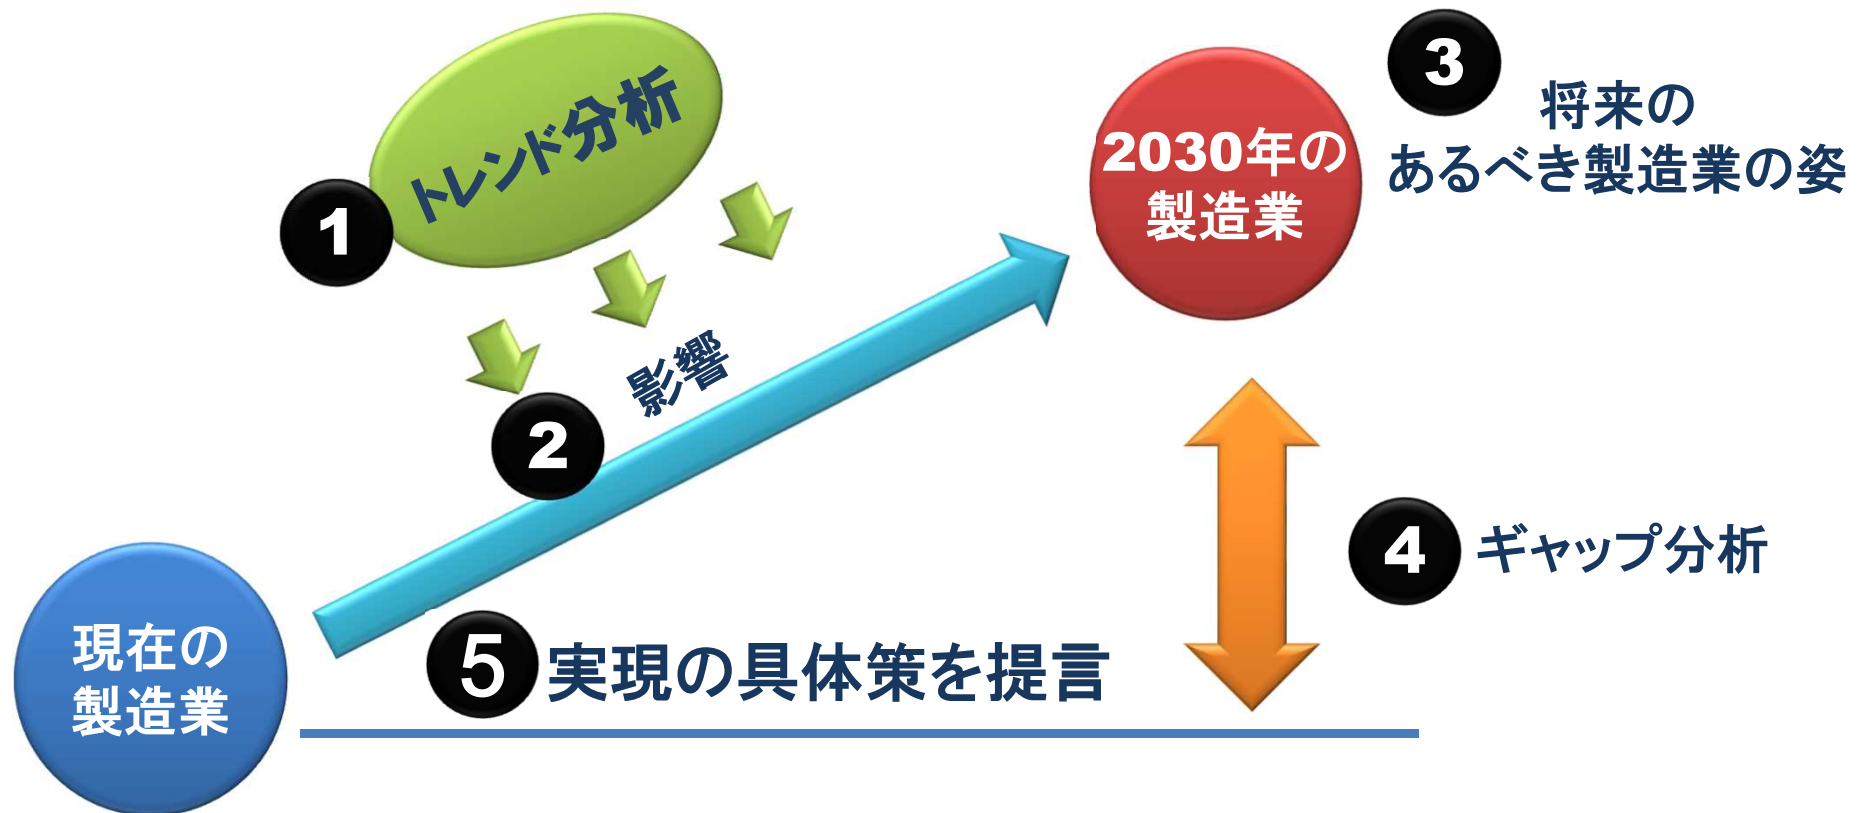 1
トレンド分析
2
影響
2030年の
製造業
3
将来の
あるべき製造業の姿
4
ギャップ分析
現在の
製造業
5
実現の具体策を提言